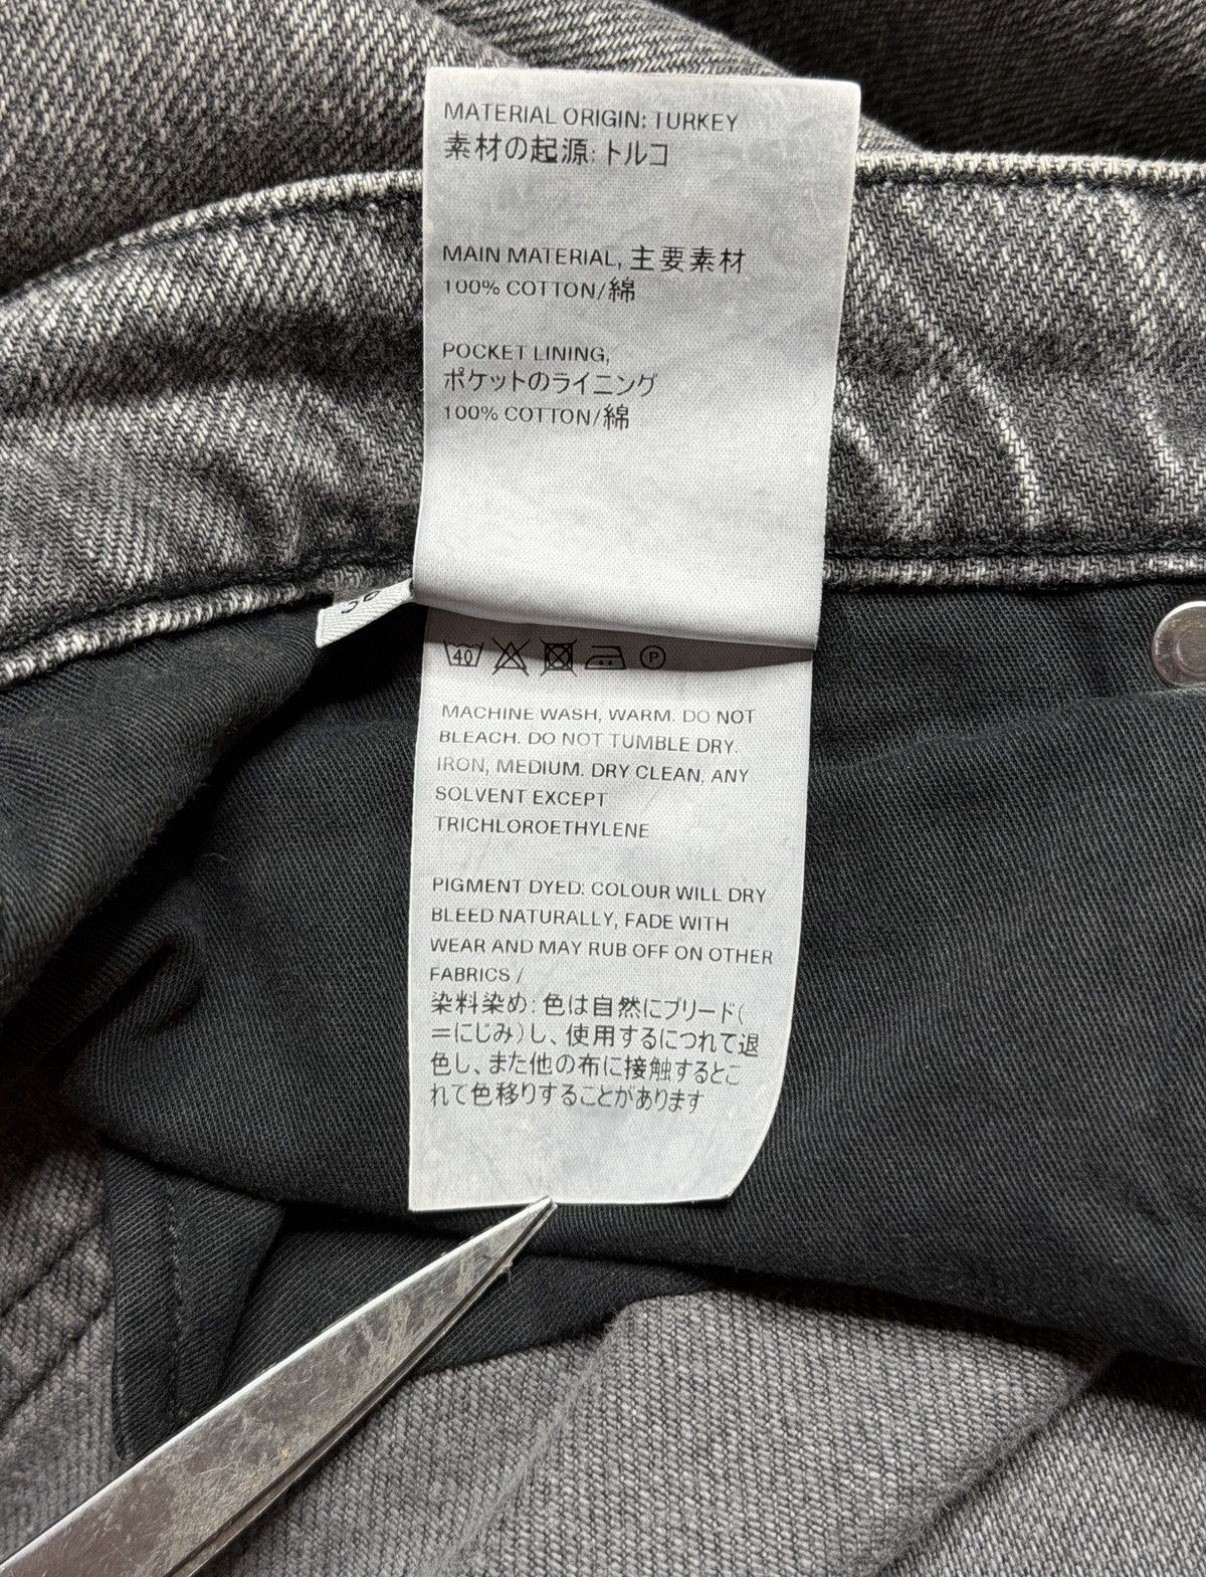 MATERIAL ORIGIN: TURKEY
素材の起源: トルコ
MAIN MATERIAL, 主要素材
100% COTTON/綿
POCKET LINING,
ポケットのライニング
100% COTTON/綿
40 P
MACHINE WASH, WARM. DO NOT
BLEACH. DO NOT TUMBLE DRY.
IRON, MEDIUM. DRY CLEAN, ANY
SOLVENT EXCEPT
TRICHLOROETHYLENE
PIGMENT DYED: COLOUR WILL DRY
BLEED NATURALLY, FADE WITH
WEAR AND MAY RUB OFF ON OTHER
FABRICS /
染料染め: 色は自然にブリード(
=にじみ)し、使用するにつれて退
色し、また他の布に接触するとこ
れて色移りすることがあります